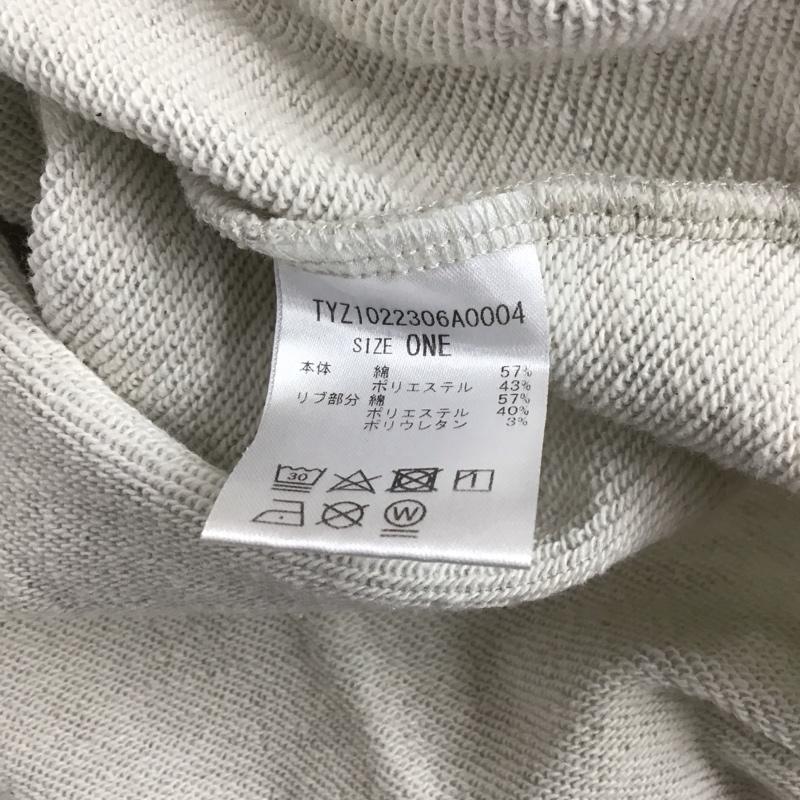 TYZ1022306A0004
SIZE ONE
本体 綿 57%
ポリエステル 43%
リブ部分 綿 57%
ポリエステル 40%
ポリウレタン 3%
30
W